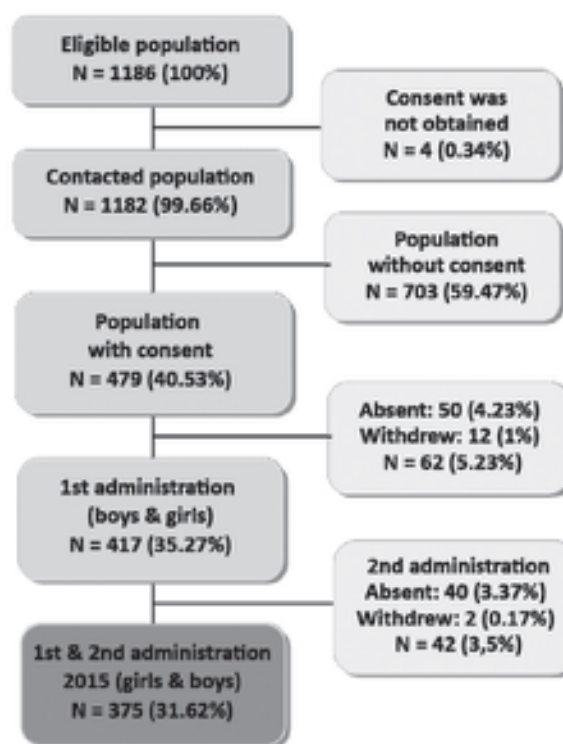 Eligible population
N = 1186 (100%)
Consent was
not obtained
N = 4 (0.34%)
Contacted population
N = 1182 (99.66%)
Population
without consent
N = 703 (59.47%)
Population
with consent
N = 479 (40.53%)
Absent: 50 (4.23%)
Withdrew: 12 (1%)
N = 62 (5.23%)
1st administration
(boys & girls)
N = 417 (35.27%)
2nd administration
Absent: 40 (3.37%)
Withdrew: 2 (0.17%)
N = 42 (3,5%)
1st & 2nd administration
2015 (girls & boys)
N = 375 (31.62%)